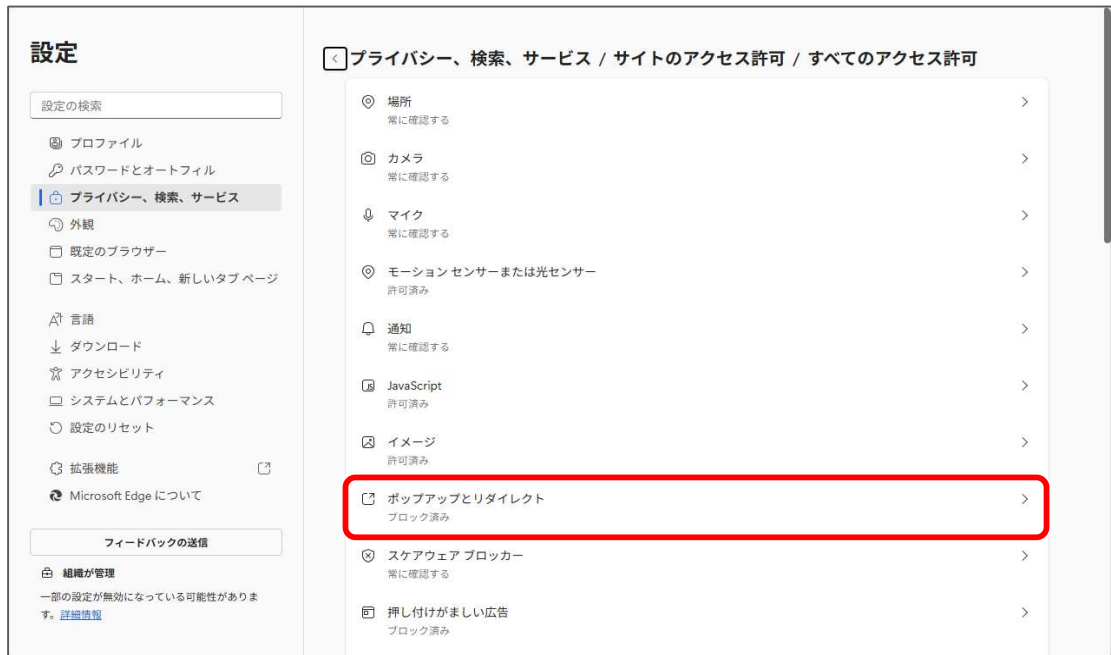 設定
設定の検索
プロファイル
パスワードとオートフィル
プライバシー、検索、サービス
外観
既定のブラウザー
スタート、ホーム、新しいタブ ページ
言語
ダウンロード
アクセシビリティ
システムとパフォーマンス
設定のリセット
拡張機能
Microsoft Edge について
フィードバックの送信
組織が管理
一部の設定が無効になっている可能性がありま
す。詳細情報
プライバシー、検索、サービス / サイトのアクセス許可 / すべてのアクセス許可
場所
常に確認する
カメラ
常に確認する
マイク
常に確認する
モーション センサーまたは光センサー
許可済み
通知
常に確認する
JavaScript
許可済み
イメージ
許可済み
ポップアップとリダイレクト
ブロック済み
スケアウェア ブロッカー
常に確認する
押し付けがましい広告
ブロック済み